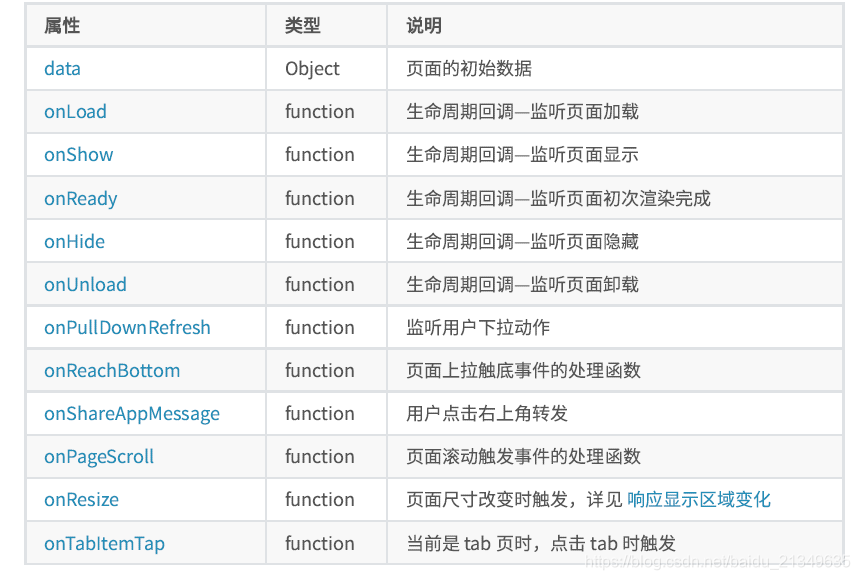 属性 类型 说明
data Object 页面的初始数据
onLoad function 生命周期回调—监听页面加载
onShow function 生命周期回调—监听页面显示
onReady function 生命周期回调—监听页面初次渲染完成
onHide function 生命周期回调—监听页面隐藏
onUnload function 生命周期回调—监听页面卸载
onPullDownRefresh function 监听用户下拉动作
onReachBottom function 页面上拉触底事件的处理函数
onShareAppMessage function 用户点击右上角转发
onPageScroll function 页面滚动触发事件的处理函数
onResize function 页面尺寸改变时触发，详见 响应显示区域变化
onTabItemTap function 当前是 tab 页时，点击 tab 时触发
https://blog.csdn.net/baidu_21349635